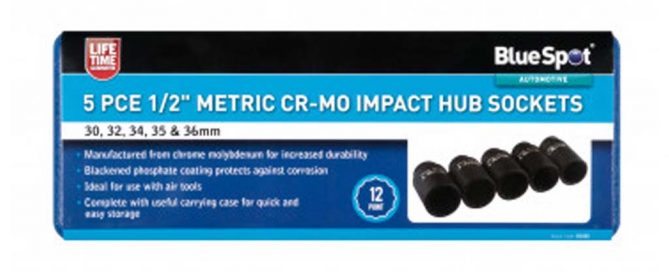 LIFE
TIME
GUARANTEE
BlueSpot
AUTOMOTIVE
5 PCE 1/2" METRIC CR-MO IMPACT HUB SOCKETS
30, 32, 34, 35 & 36mm
• Manufactured from chrome molybdenum for increased durability
• Blackened phosphate coating protects against corrosion
• Ideal for use with air tools
• Complete with useful carrying case for quick and
easy storage
12
POINT